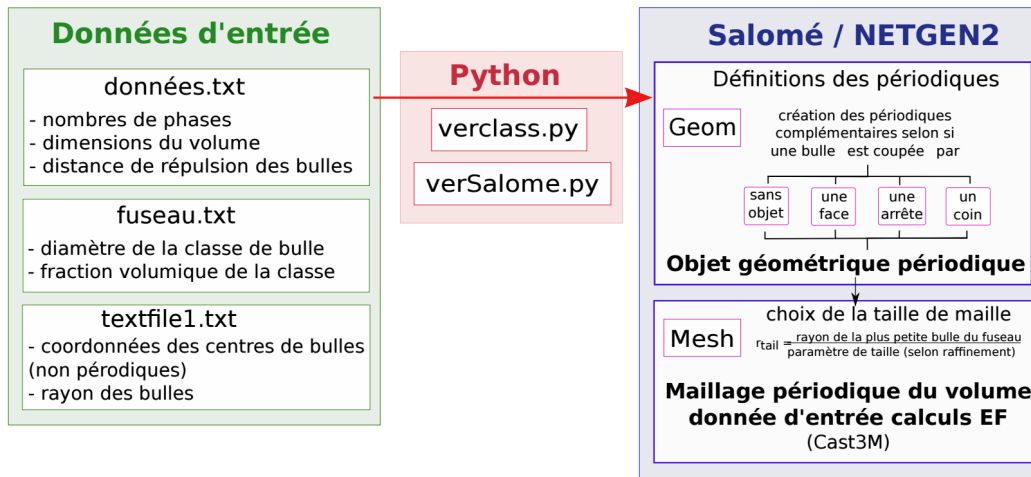 Données d'entrée
données.txt
- nombres de phases
- dimensions du volume
- distance de répulsion des bulles
fuseau.txt
- diamètre de la classe de bulle
- fraction volumique de la classe
textfile1.txt
- coordonnées des centres de bulles
(non pérodiques)
- rayon des bulles
Python
verclass.py
verSalome.py
Salomé / NETGEN2
Définitions des périodiques
Geom
création des périodiques
complémentaires selon si
une bulle est coupée par
sans
objet
une
face
une
arrête
un
coin
Objet géométrique périodique
choix de la taille de maille
Mesh
rtail = rayon de la plus petite bulle du fuseau
paramètre de taille (selon raffinement)
Maillage périodique du volume
donnée d'entrée calculs EF
(Cast3M)